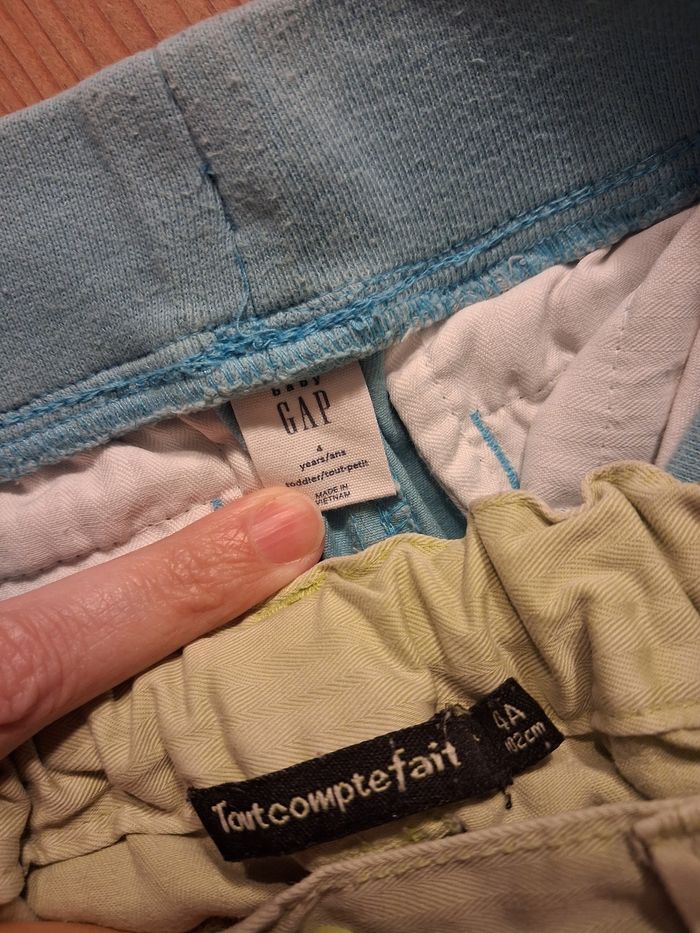 baby
GAP
4
years/ans
toddler/tout-petit
MADE IN
VIETNAM
Toutcomptefait
4A
102cm